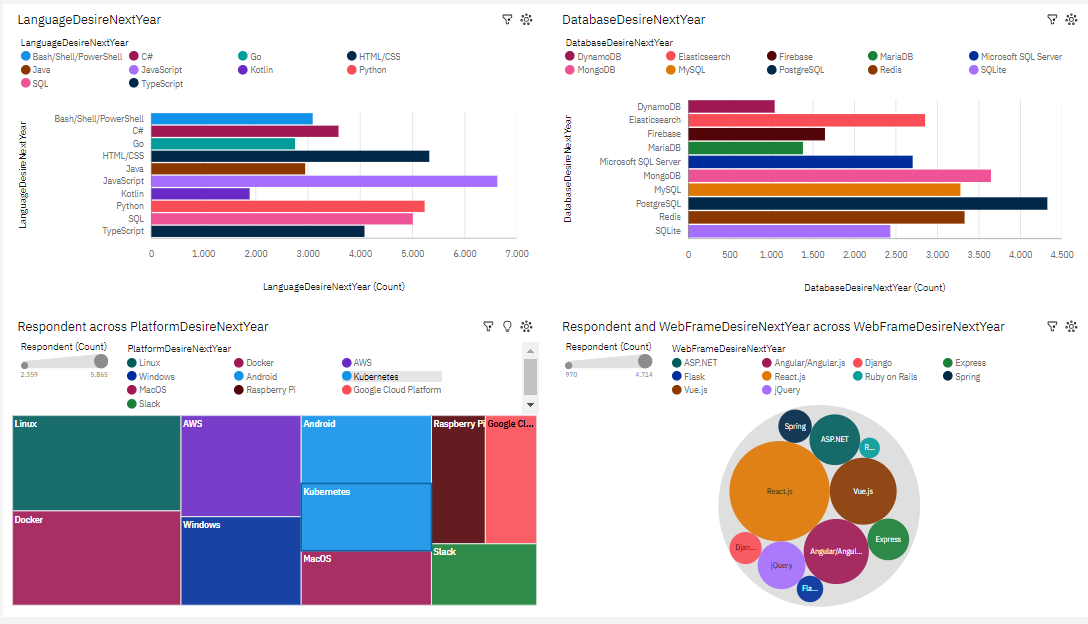 LanguageDesireNextYear
LanguageDesireNextYear
Bash/Shell/PowerShell C# Go HTML/CSS
Java JavaScript Kotlin Python
SQL TypeScript
LanguageDesireNextYear
Bash/Shell/PowerShell
C#
Go
HTML/CSS
Java
JavaScript
Kotlin
Python
SQL
TypeScript
0 1.000 2.000 3.000 4.000 5.000 6.000 7.000
LanguageDesireNextYear (Count)
DatabaseDesireNextYear
DatabaseDesireNextYear
DynamoDB Elasticsearch Firebase MariaDB Microsoft SQL Server
MongoDB MySQL PostgreSQL Redis SQLite
DatabaseDesireNextYear
DynamoDB
Elasticsearch
Firebase
MariaDB
Microsoft SQL Server
MongoDB
MySQL
PostgreSQL
Redis
SQLite
0 500 1.000 1.500 2.000 2.500 3.000 3.500 4.000 4.500
DatabaseDesireNextYear (Count)
Respondent across PlatformDesireNextYear
Respondent (Count)
2.359 5.865
PlatformDesireNextYear
Linux Docker AWS
Windows Android Kubernetes
MacOS Raspberry Pi Google Cloud Platform
Slack
Linux
AWS
Android
Raspberry Pi
Google Cl...
Kubernetes
Docker
Windows
MacOS
Slack
Respondent and WebFrameDesireNextYear across WebFrameDesireNextYear
Respondent (Count)
970 4.714
WebFrameDesireNextYear
ASP.NET Angular/Angular.js Django Express
Flask React.js Ruby on Rails Spring
Vue.js jQuery
Spring
ASP.NET
R...
React.js
Vue.js
Express
Djan...
Angular/Angul...
jQuery
Fla...